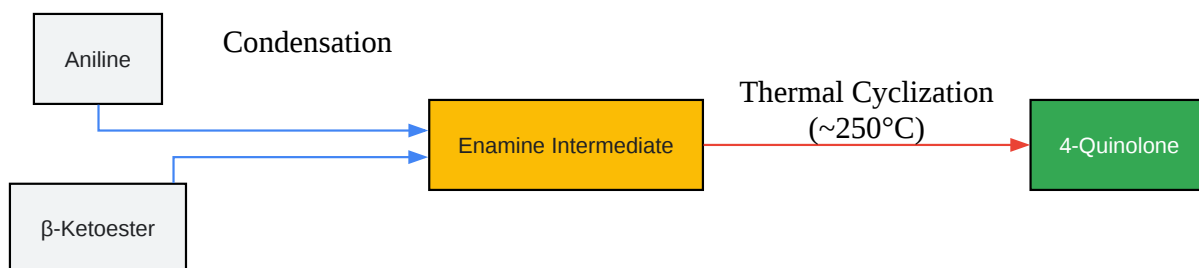 Aniline
Condensation
Thermal Cyclization
(~250°C)
Enamine Intermediate
4-Quinolone
β-Ketoester